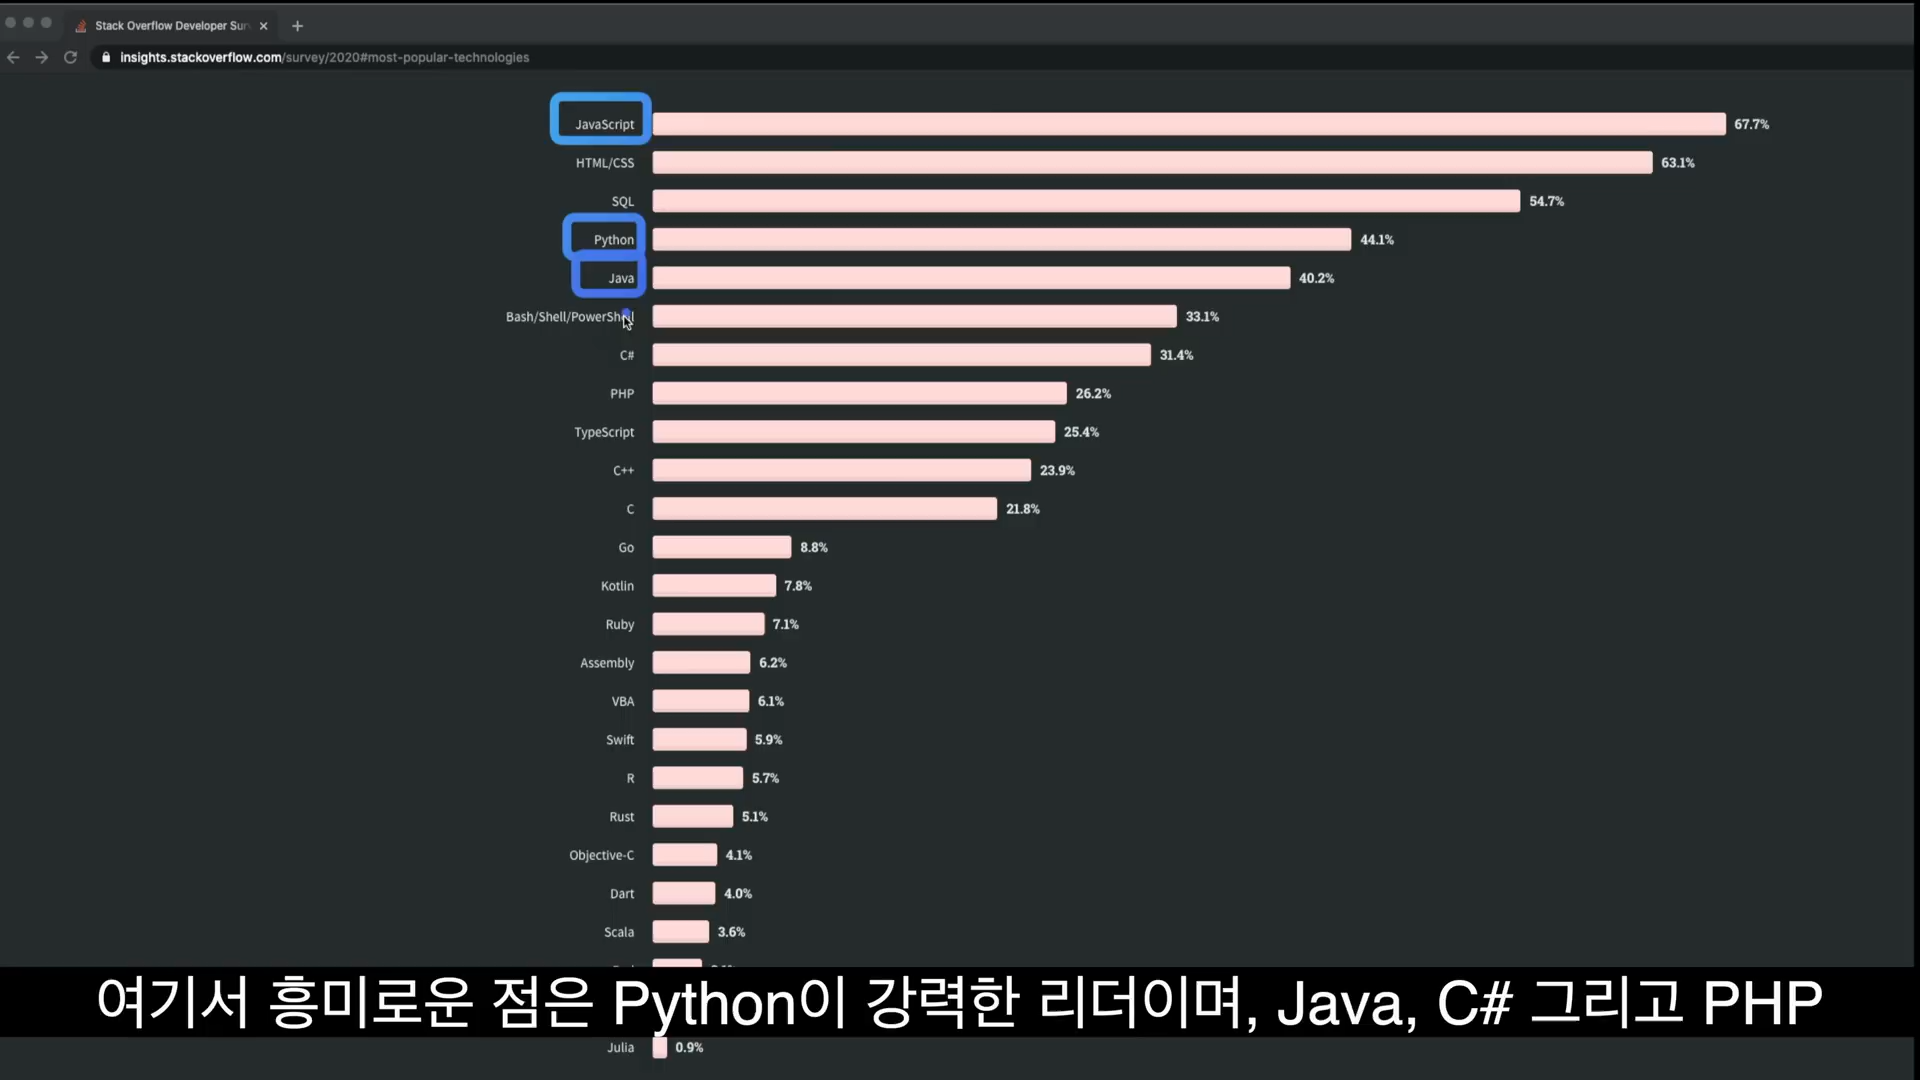 Stack Overflow Developer Sur
insights.stackoverflow.com/survey/2020#most-popular-technologies
JavaScript 67.7%
HTML/CSS 63.1%
SQL 54.7%
Python 44.1%
Java 40.2%
Bash/Shell/PowerShell 33.1%
C# 31.4%
PHP 26.2%
TypeScript 25.4%
C++ 23.9%
C 21.8%
Go 8.8%
Kotlin 7.8%
Ruby 7.1%
Assembly 6.2%
VBA 6.1%
Swift 5.9%
R 5.7%
Rust 5.1%
Objective-C 4.1%
Dart 4.0%
Scala 3.6%
여기서 흥미로운 점은 Python이 강력한 리더이며, Java, C# 그리고 PHP
Julia 0.9%